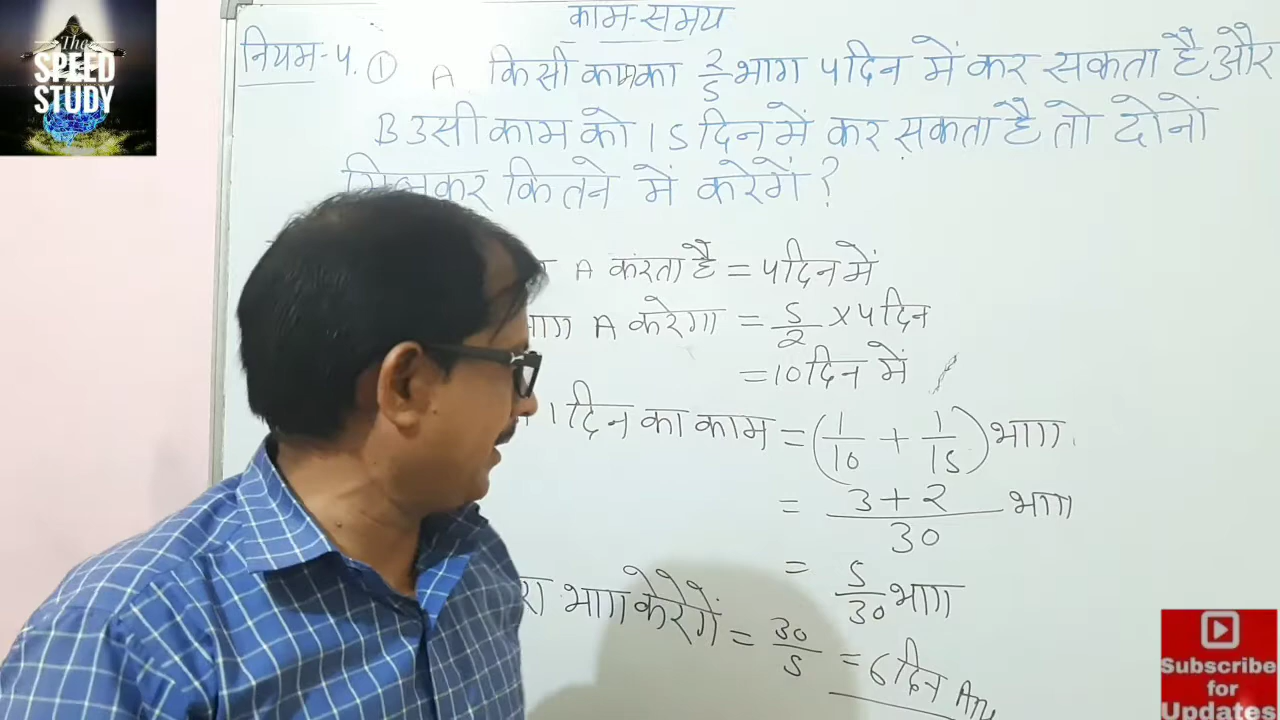 The
SPEED
STUDY
काम-समय
नियम-4. ① A किसी काम का 2/5 भाग 4 दिन में कर सकता है और
B उसी काम को 15 दिन में कर सकता है तो दोनों
मिलकर कितने में करेगें ?
A करता है = 4 दिन में
भाग A करेगा = 5/2 × 4 दिन
= 10 दिन में
1 दिन का काम = (1/10 + 1/15) भाग
= 3+2/30 भाग
= 5/30 भाग
भाग करेगें = 30/5 = 6 दिन Ans
Subscribe
for
Updates